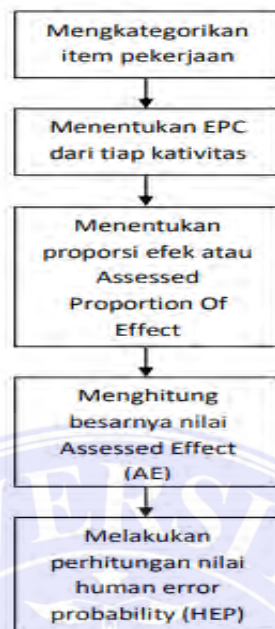 Mengkategorikan
item pekerjaan
Menentukan EPC
dari tiap kativitas
Menentukan
proporsi efek atau
Assessed
Proportion Of
Effect
Menghitung
besarnya nilai
Assessed Effect
(AE)
Melakukan
perhitungan nilai
human error
probability (HEP)